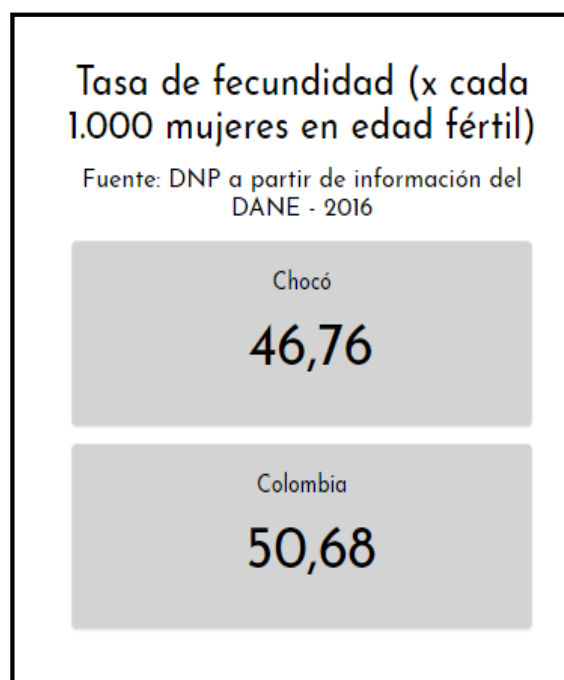 Tasa de fecundidad (x cada
1.000 mujeres en edad fértil)
Fuente: DNP a partir de información del
DANE - 2016
Chocó
46,76
Colombia
50,68